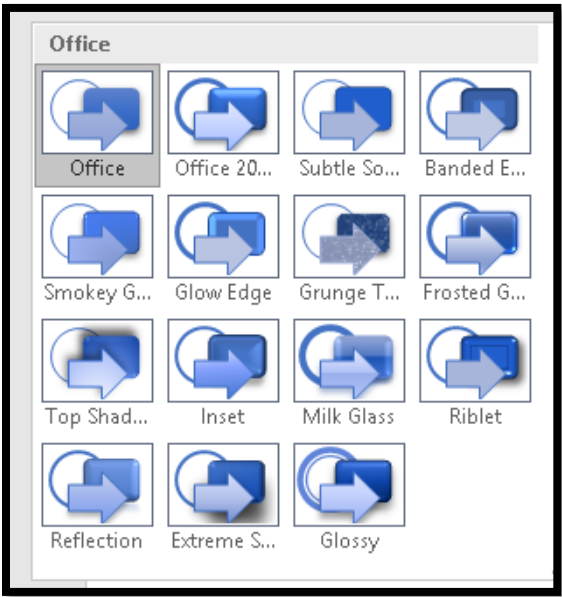 Office
Office Office 20... Subtle So... Banded E...
Smokey G... Glow Edge Grunge T... Frosted G...
Top Shad... Inset Milk Glass Riblet
Reflection Extreme S... Glossy